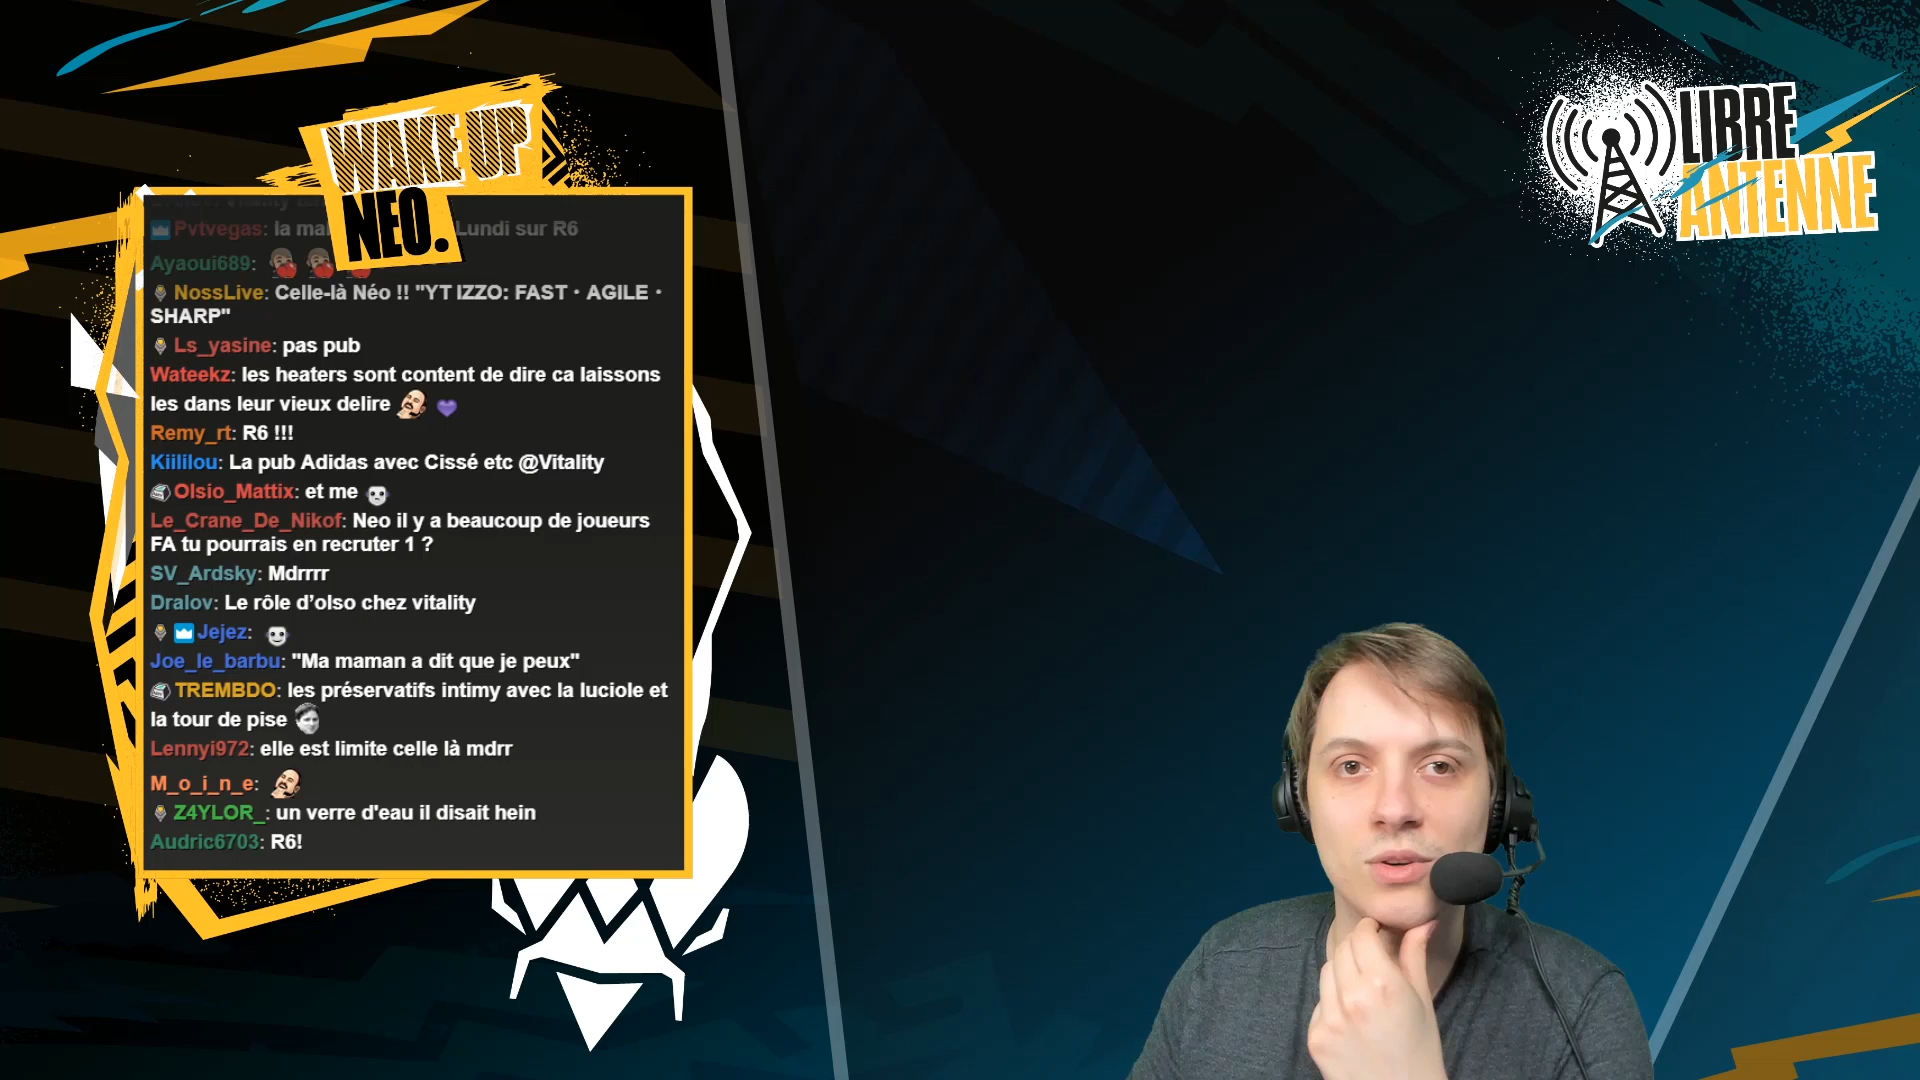 WAKE UP
NEO.
LIBRE
ANTENNE
Pvtvegas: la mai Lundi sur R6
Ayaoui689:
NossLive: Celle-là Néo !! "YT IZZO: FAST • AGILE •
SHARP"
Ls_yasine: pas pub
Wateekz: les heaters sont content de dire ca laissons
les dans leur vieux delire
Remy_rt: R6 !!!
Kiililou: La pub Adidas avec Cissé etc @Vitality
Olsio_Mattix: et me
Le_Crane_De_Nikof: Neo il y a beaucoup de joueurs
FA tu pourrais en recruter 1 ?
SV_Ardsky: Mdrrrr
Dralov: Le rôle d’olso chez vitality
Jejez:
Joe_le_barbu: "Ma maman a dit que je peux"
TREMBDO: les préservatifs intimy avec la luciole et
la tour de pise
Lennyi972: elle est limite celle là mdrr
M_o_i_n_e:
Z4YLOR_: un verre d'eau il disait hein
Audric6703: R6!